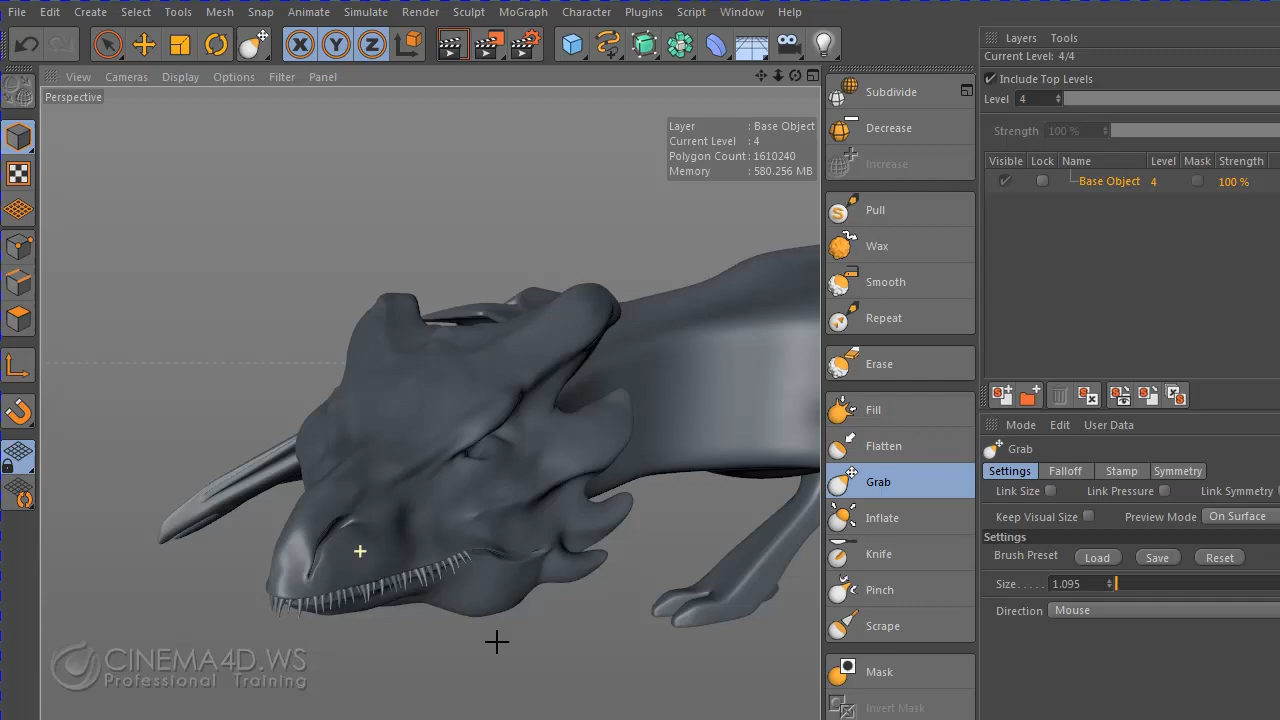 File Edit Create Select Tools Mesh Snap Animate Simulate Render Sculpt MoGraph Character Plugins Script Window Help
X Y Z
View Cameras Display Options Filter Panel
Perspective
Layer : Base Object
Current Level : 4
Polygon Count : 1610240
Memory : 580.256 MB
CINEMA4D.WS
Professional Training
Subdivide
Decrease
Increase
Pull
Wax
Smooth
Repeat
Erase
Fill
Flatten
Grab
Inflate
Knife
Pinch
Scrape
Mask
Invert Mask
Layers Tools
Current Level: 4/4
Include Top Levels
Level 4
Strength 100 %
Visible Lock Name Level Mask Strength
Base Object 4 100 %
Mode Edit User Data
Grab
Settings Falloff Stamp Symmetry
Link Size Link Pressure Link Symmetry
Keep Visual Size Preview Mode On Surface
Settings
Brush Preset Load Save Reset
Size..... 1.095
Direction Mouse